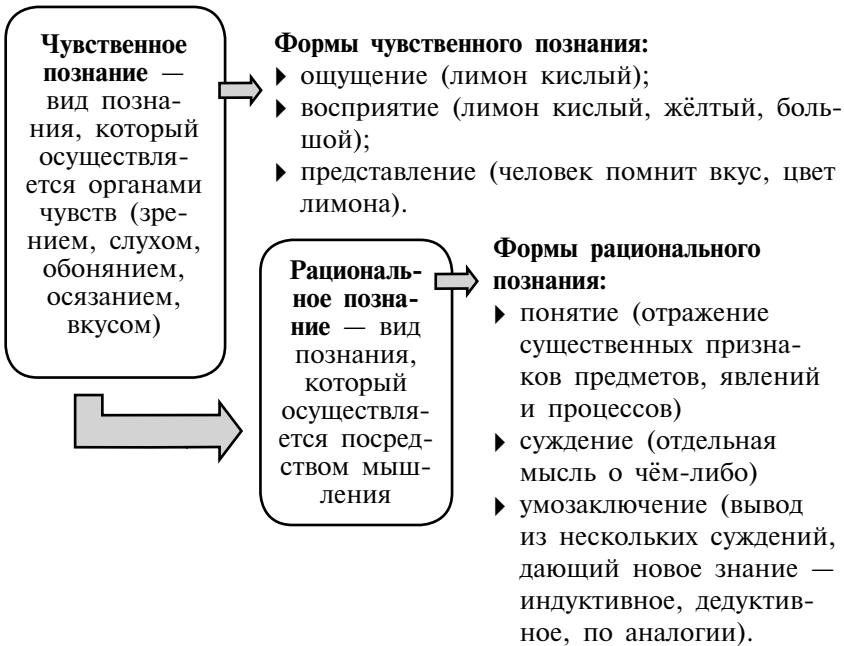 Чувственное
познание —
вид позна-
ния, который
осуществля-
ется органами
чувств (зре-
нием, слухом,
обонянием,
осязанием,
вкусом)
Формы чувственного познания:
ощущение (лимон кислый);
восприятие (лимон кислый, жёлтый, боль-
шой);
представление (человек помнит вкус, цвет
лимона).
Рациональ-
ное позна-
ние — вид
познания,
который
осуществля-
ется посред-
ством мыш-
ления
Формы рационального
познания:
понятие (отражение
существенных призна-
ков предметов, явлений
и процессов)
суждение (отдельная
мысль о чём-либо)
умозаключение (вывод
из нескольких суждений,
дающий новое знание —
индуктивное, дедуктив-
ное, по аналогии).